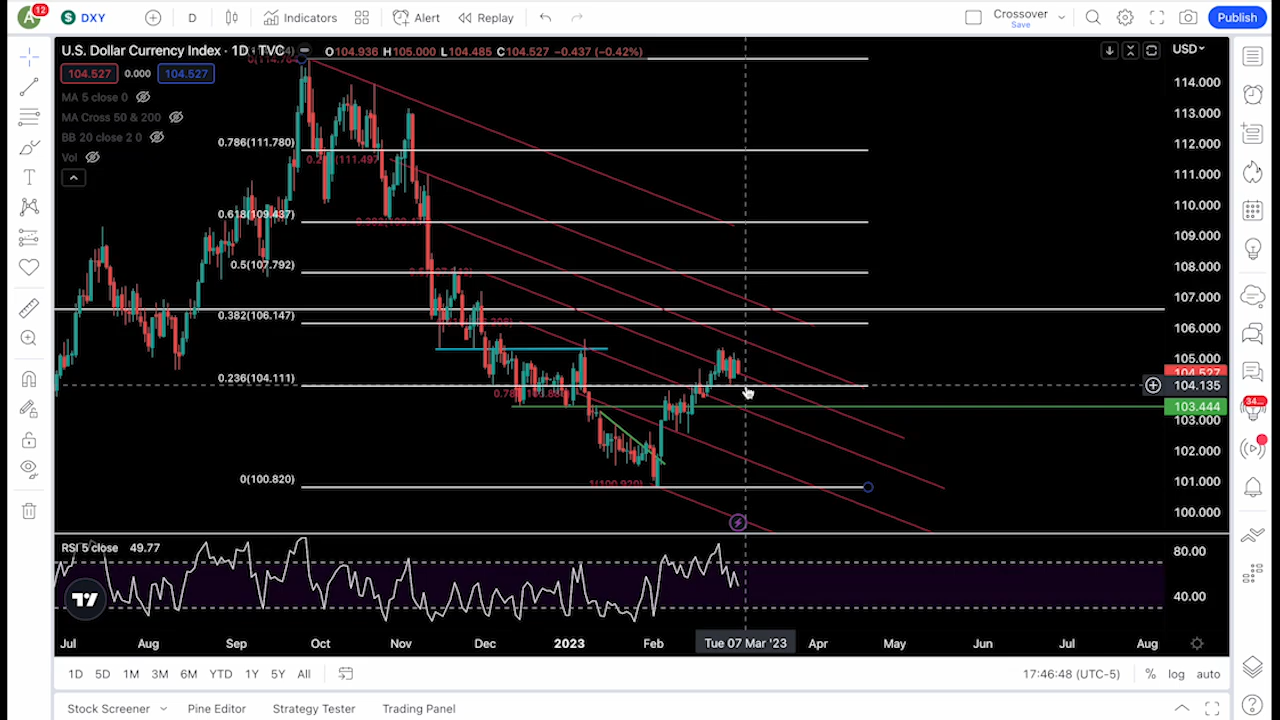 12
A
S DXY
D
Indicators
Alert
Replay
Crossover
Save
Publish
U.S. Dollar Currency Index · 1D · TVC
O104.936 H105.000 L104.485 C104.527 -0.437 (-0.42%)
USD
104.527 0.000 104.527
MA 5 close 0
MA Cross 50 & 200
BB 20 close 2 0
Vol
0.786(111.780)
0.618(109.437)
0.5(107.792)
0.382(106.147)
0.236(104.111)
0(100.820)
1(100.920)
114.000
113.000
112.000
111.000
110.000
109.000
108.000
107.000
106.000
105.000
104.527
104.135
103.444
103.000
102.000
101.000
100.000
34...
RSI 5 close 49.77
80.00
40.00
Jul Aug Sep Oct Nov Dec 2023 Feb Tue 07 Mar '23 Apr May Jun Jul Aug
1D 5D 1M 3M 6M YTD 1Y 5Y All
17:46:48 (UTC-5) % log auto
Stock Screener Pine Editor Strategy Tester Trading Panel